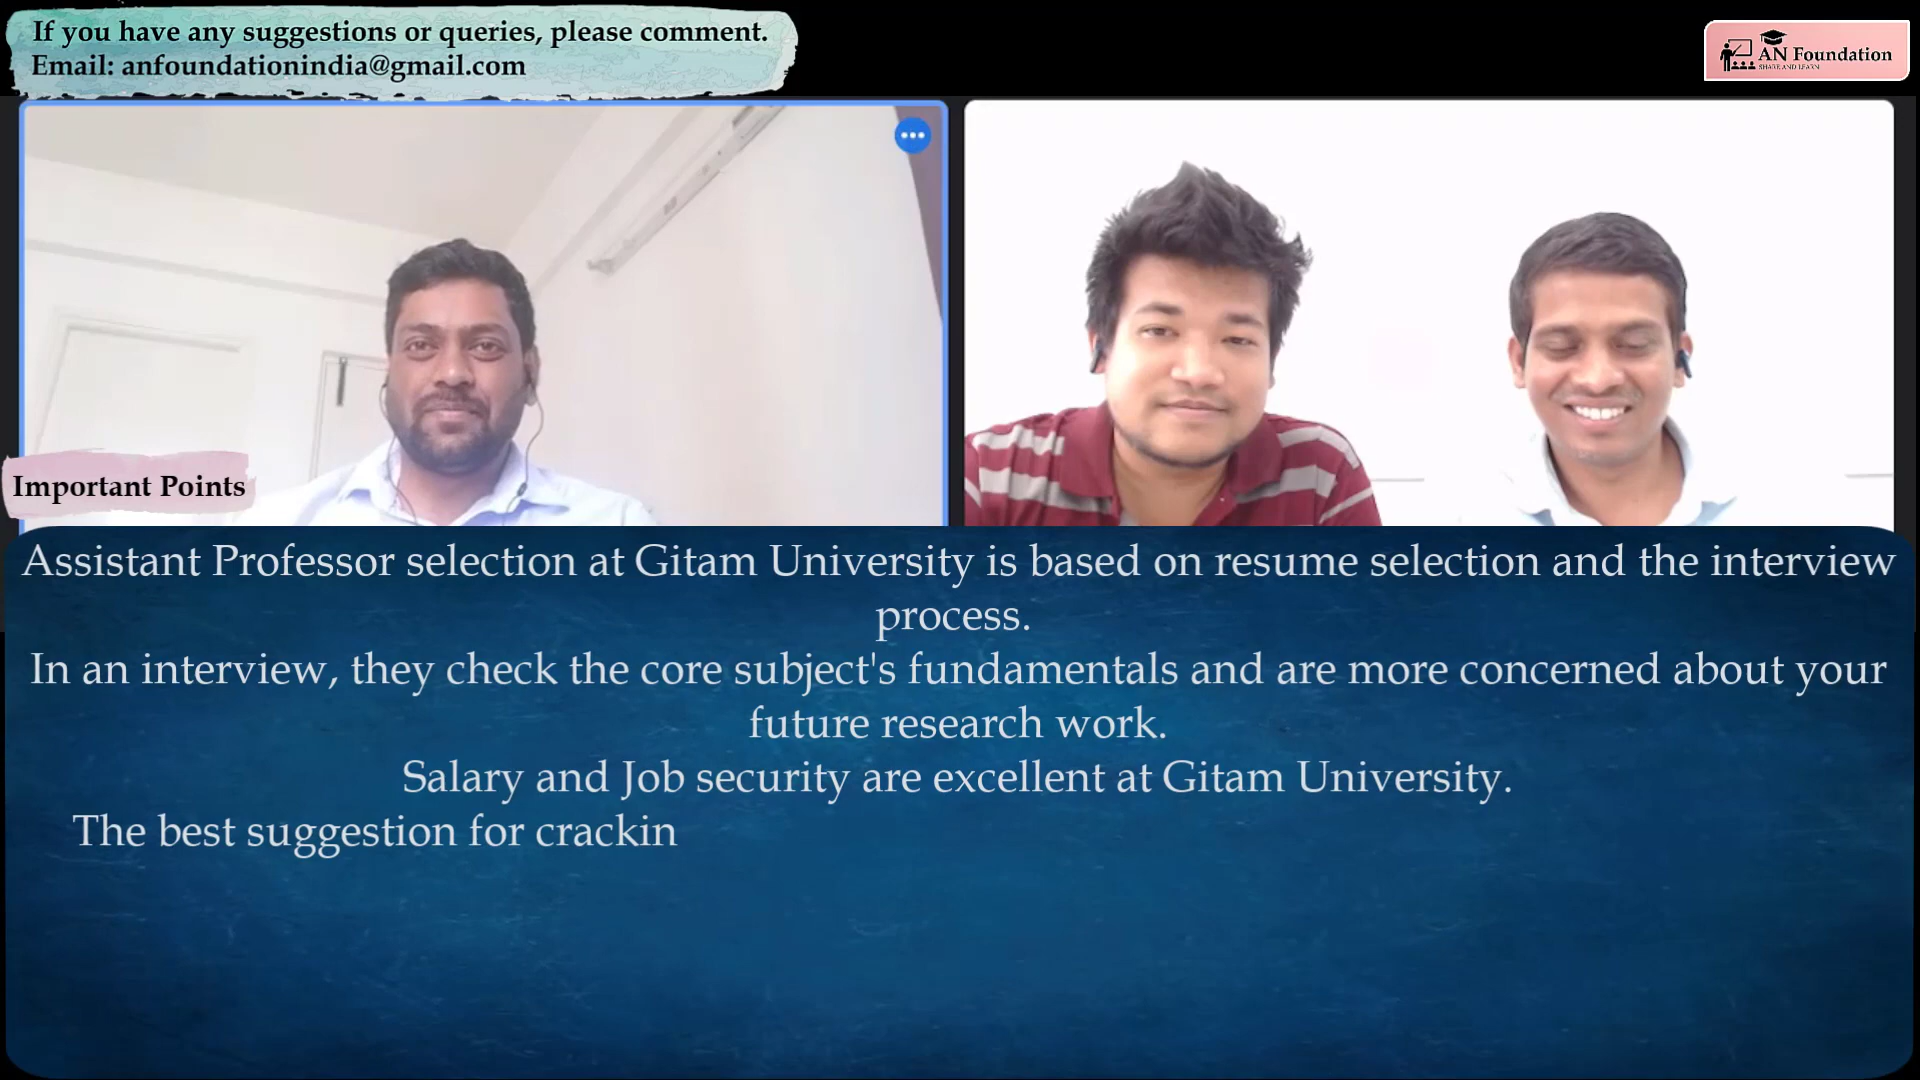 If you have any suggestions or queries, please comment.
Email: anfoundationindia@gmail.com
AN Foundation
SHARE AND LEARN
Important Points
Assistant Professor selection at Gitam University is based on resume selection and the interview
process.
In an interview, they check the core subject's fundamentals and are more concerned about your
future research work.
Salary and Job security are excellent at Gitam University.
The best suggestion for crackin